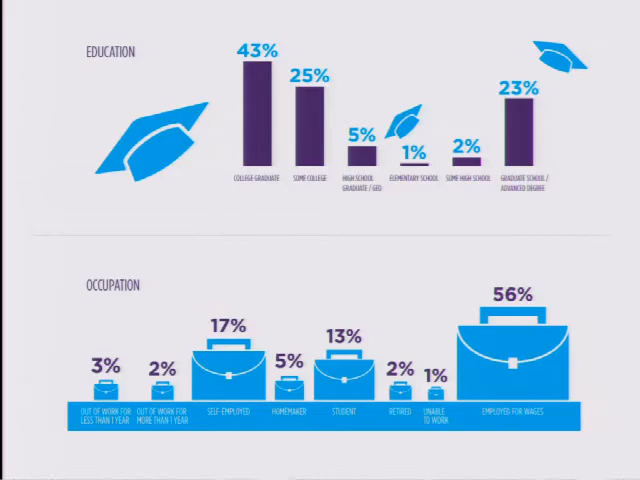 EDUCATION
43%
25%
5%
1%
2%
23%
COLLEGE GRADUATE
SOME COLLEGE
HIGH SCHOOL
GRADUATE / GED
ELEMENTARY SCHOOL
SOME HIGH SCHOOL
GRADUATE SCHOOL /
ADVANCED DEGREE
OCCUPATION
3%
2%
17%
5%
13%
2%
1%
56%
OUT OF WORK FOR
LESS THAN 1 YEAR
OUT OF WORK FOR
MORE THAN 1 YEAR
SELF-EMPLOYED
HOMEMAKER
STUDENT
RETIRED
UNABLE
TO WORK
EMPLOYED FOR WAGES